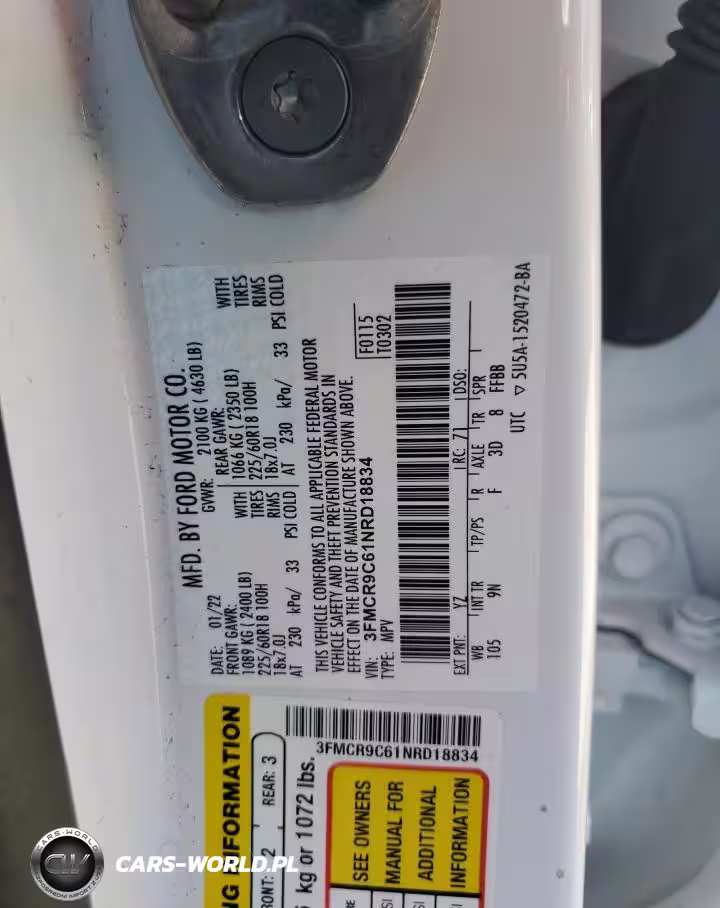 MFD. BY FORD MOTOR CO.
DATE: 01/22 GVWR: 2100 KG ( 4630 LB)
FRONT GAWR: REAR GAWR:
1089 KG ( 2400 LB) WITH 1066 KG ( 2350 LB) WITH
225/60R18 100H TIRES 225/60R18 100H TIRES
18x7.0J RIMS 18x7.0J RIMS
AT 230 kPa/ 33 PSI COLD AT 230 kPa/ 33 PSI COLD
THIS VEHICLE CONFORMS TO ALL APPLICABLE FEDERAL MOTOR
VEHICLE SAFETY AND THEFT PREVENTION STANDARDS IN
EFFECT ON THE DATE OF MANUFACTURE SHOWN ABOVE.
VIN: 3FMCR9C61NRD18834 F0115
TYPE: MPV T0302
EXT PNT: YZ RC: 71 DSO:
WB INT TR TP/PS R AXLE TR SPR
105 9N F 3D 8 FFBB
UTC ▽ 5U5A-1520472-BA
INFORMATION
REAR: 3
2
kg or 1072 lbs.
3FMCR9C61NRD18834
SEE OWNERS
MANUAL FOR
ADDITIONAL
INFORMATION
CARS-WORLD
CW
CARS-WORLD.PL